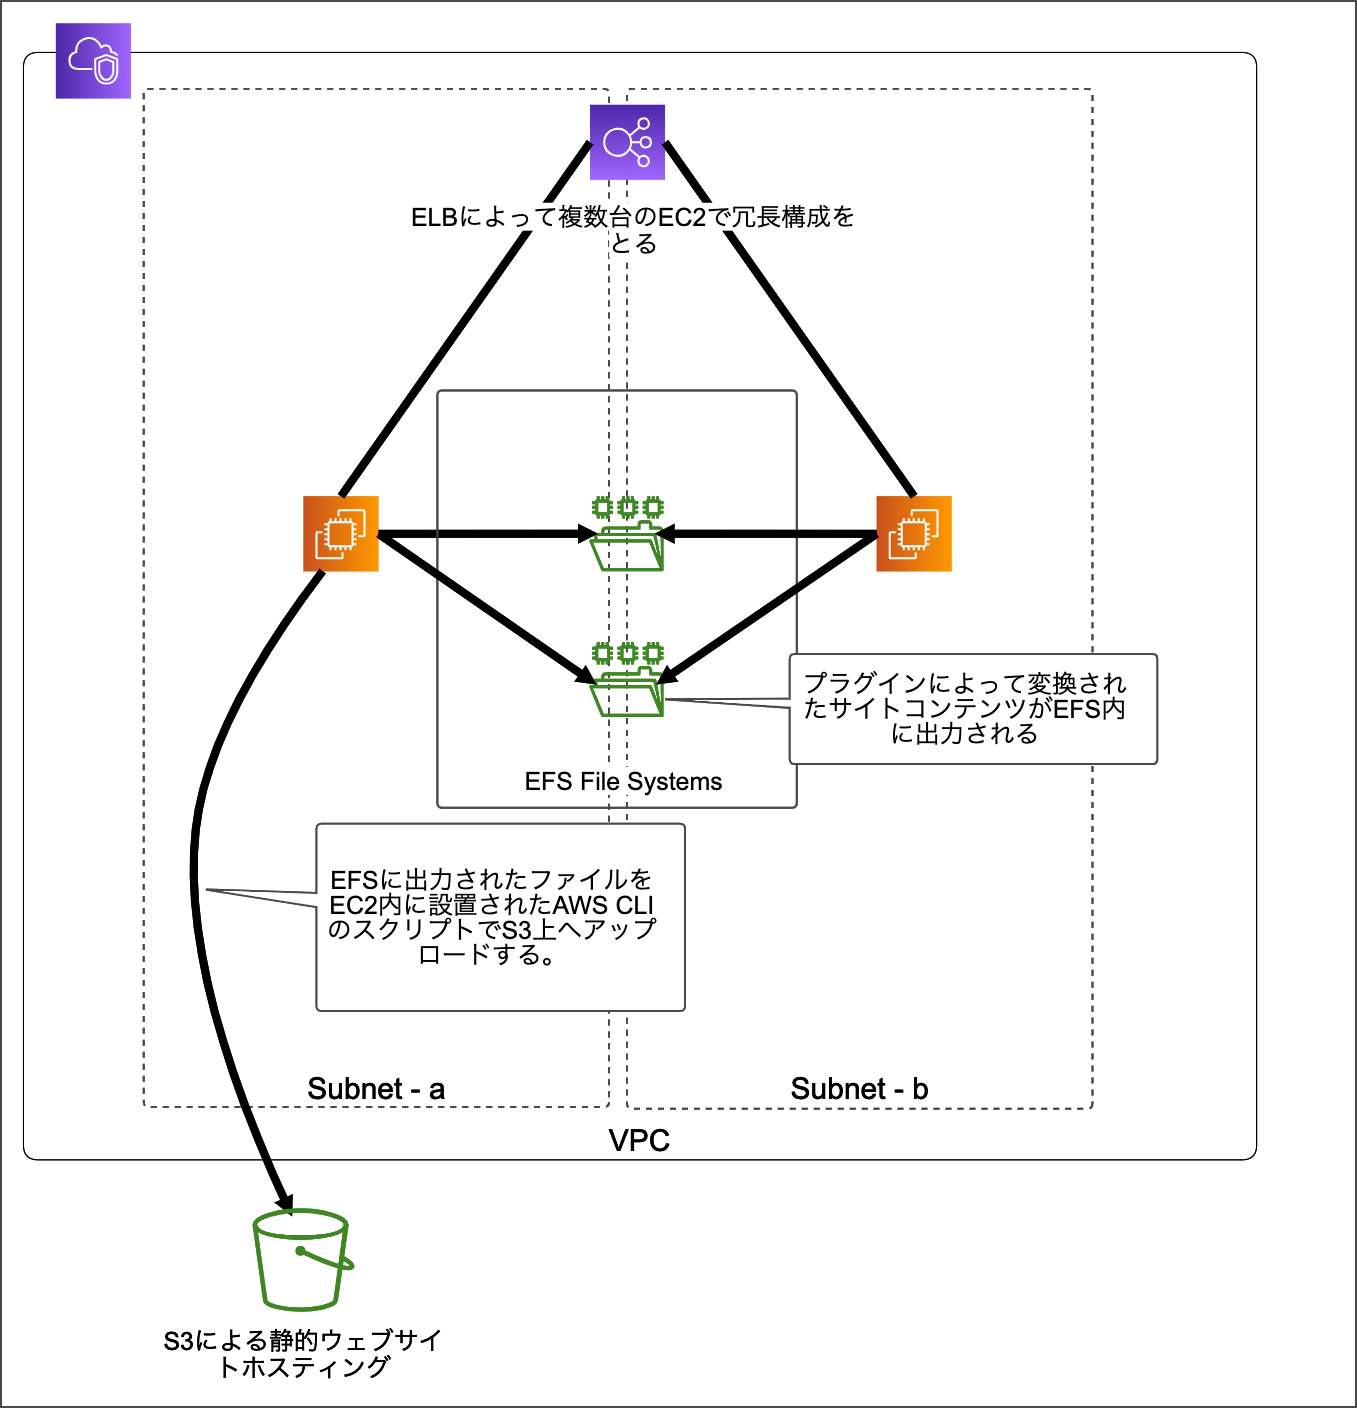 ELBによって複数台のEC2で冗長構成を
とる
プラグインによって変換され
たサイトコンテンツがEFS内
に出力される
EFS File Systems
EFSに出力されたファイルを
EC2内に設置されたAWS CLI
のスクリプトでS3上へアップ
ロードする。
Subnet - a
Subnet - b
VPC
S3による静的ウェブサイ
トホスティング